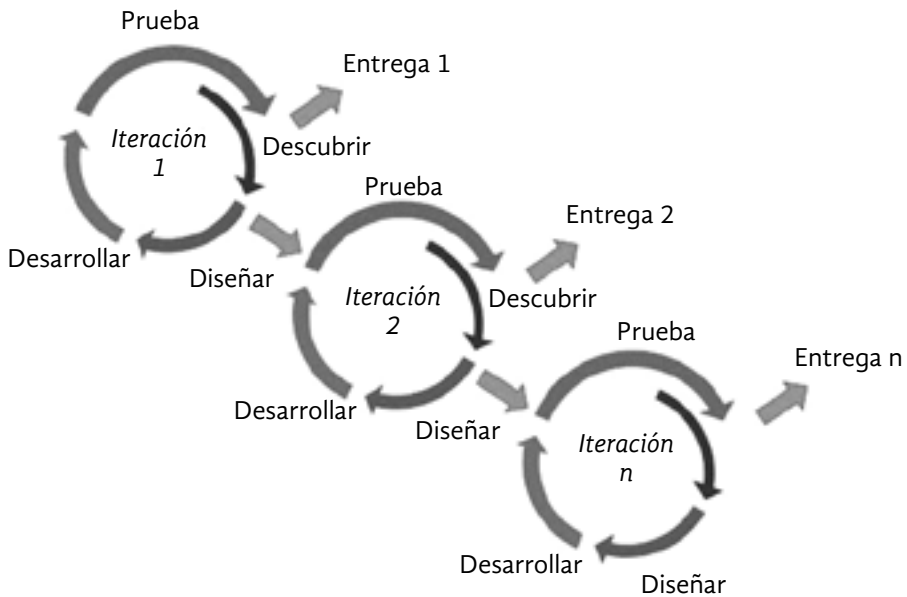 Prueba
Entrega 1
Iteración
1
Descubrir
Desarrollar
Diseñar
Prueba
Entrega 2
Iteración
2
Descubrir
Desarrollar
Diseñar
Prueba
Entrega n
Iteración
n
Desarrollar
Diseñar